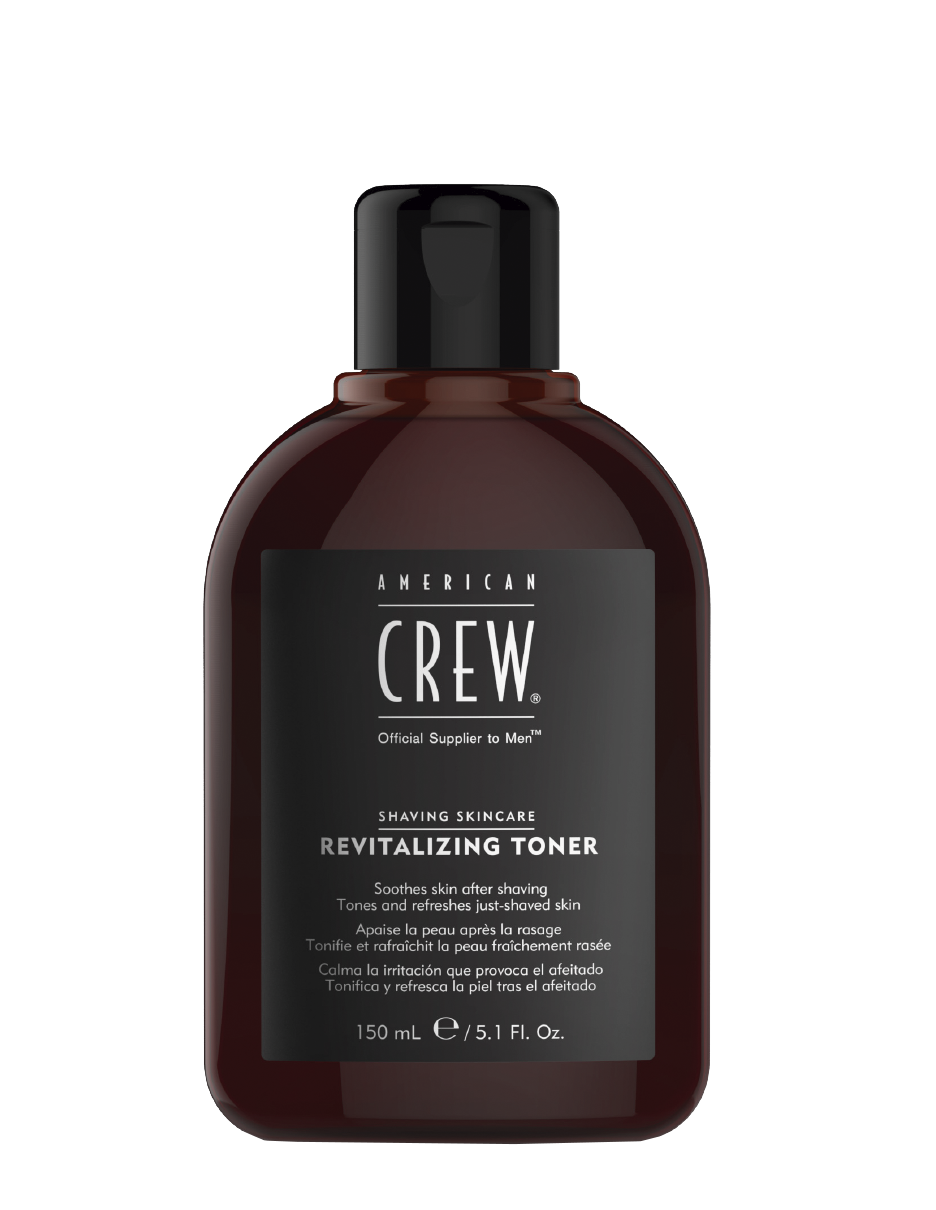 AMERICAN
CREW®
Official Supplier to Men™
SHAVING SKINCARE
REVITALIZING TONER
Soothes skin after shaving
Tones and refreshes just-shaved skin
Apaise la peau après la rasage
Tonifie et rafraîchit la peau fraîchement rasée
Calma la irritación que provoca el afeitado
Tonifica y refresca la piel tras el afeitado
150 mL ℮ / 5.1 Fl. Oz.